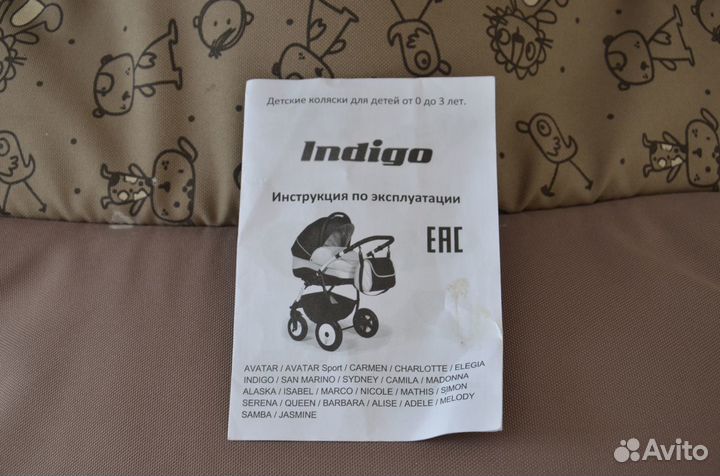 Детские коляски для детей от 0 до 3 лет.
Indigo
Инструкция по эксплуатации
EAC
AVATAR / AVATAR Sport / CARMEN / CHARLOTTE / ELEGIA
INDIGO / SAN MARINO / SYDNEY / CAMILA / MADONNA
ALASKA / ISABEL / MARCO / NICOLE / MATHIS / SIMON
SERENA / QUEEN / BARBARA / ALISE / ADELE / MELODY
SAMBA / JASMINE
Avito